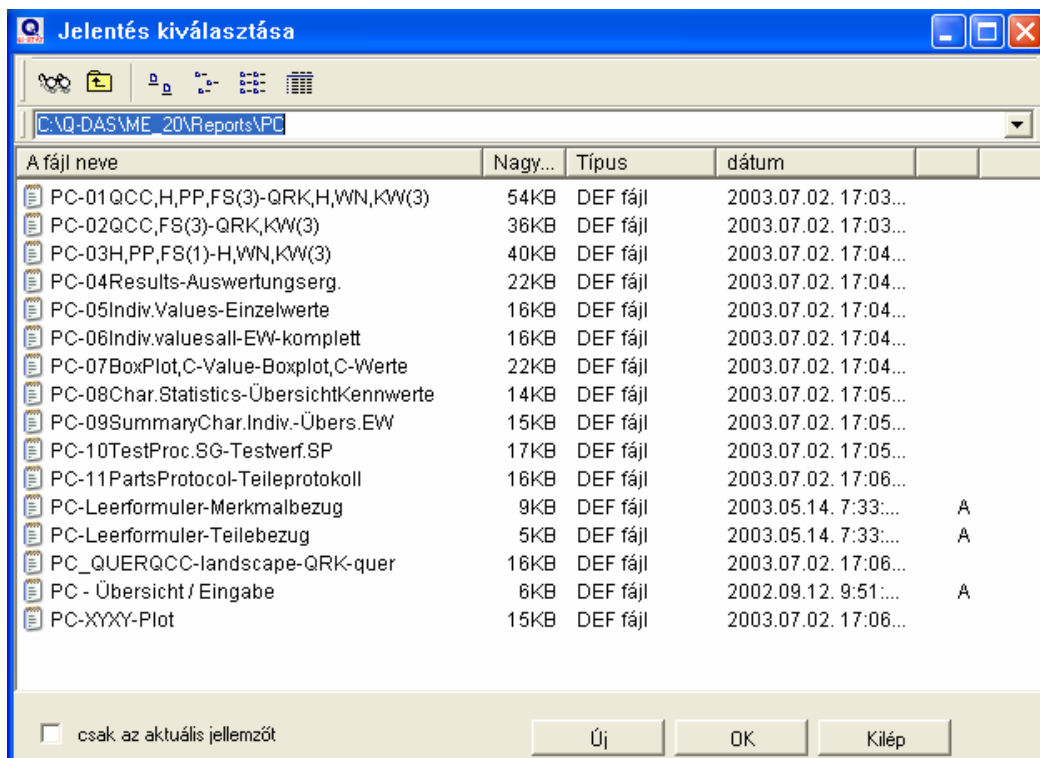 Jelentés kiválasztása
C:\Q-DAS\ME_20\Reports\PC
A fájl neve Nagy... Típus dátum
PC-01QCC,H,PP,FS(3)-QRK,H,WN,KW(3) 54KB DEF fájl 2003.07.02. 17:03...
PC-02QCC,FS(3)-QRK,KW(3) 36KB DEF fájl 2003.07.02. 17:03...
PC-03H,PP,FS(1)-H,WN,KW(3) 40KB DEF fájl 2003.07.02. 17:04...
PC-04Results-Auswertungserg. 22KB DEF fájl 2003.07.02. 17:04...
PC-05Indiv.Values-Einzelwerte 16KB DEF fájl 2003.07.02. 17:04...
PC-06Indiv.valuesall-EW-komplett 16KB DEF fájl 2003.07.02. 17:04...
PC-07BoxPlot,C-Value-Boxplot,C-Werte 22KB DEF fájl 2003.07.02. 17:04...
PC-08Char.Statistics-ÜbersichtKennwerte 14KB DEF fájl 2003.07.02. 17:05...
PC-09SummaryChar.Indiv.-Übers.EW 15KB DEF fájl 2003.07.02. 17:05...
PC-10TestProc.SG-Testverf.SP 17KB DEF fájl 2003.07.02. 17:05...
PC-11PartsProtocol-Teileprotokoll 16KB DEF fájl 2003.07.02. 17:06...
PC-Leerformuler-Merkmalbezug 9KB DEF fájl 2003.05.14. 7:33:... A
PC-Leerformuler-Teilebezug 5KB DEF fájl 2003.05.14. 7:33:... A
PC_QUERQCC-landscape-QRK-quer 16KB DEF fájl 2003.07.02. 17:06...
PC - Übersicht / Eingabe 6KB DEF fájl 2002.09.12. 9:51:... A
PC-XYXY-Plot 15KB DEF fájl 2003.07.02. 17:06...
csak az aktuális jellemzőt Új OK Kilép